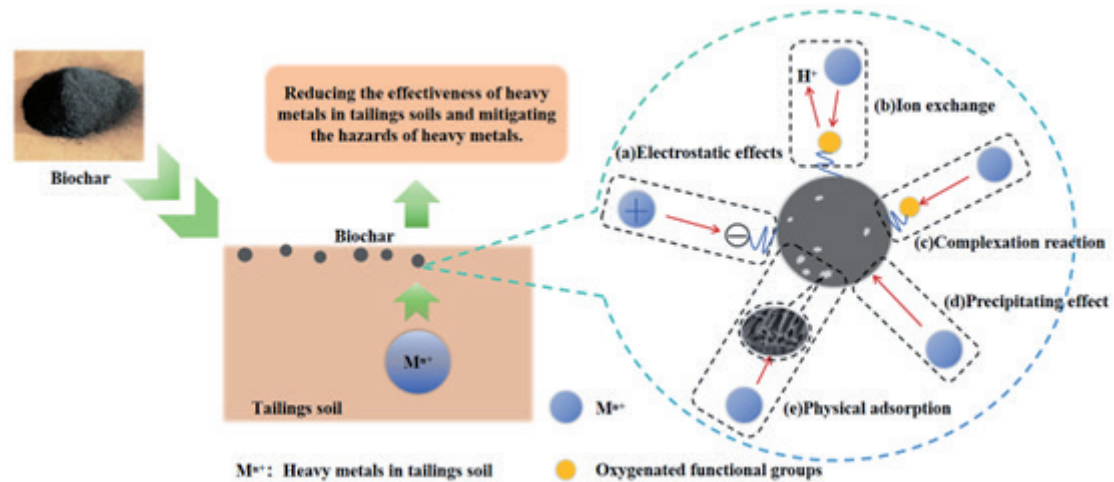 Biochar
Reducing the effectiveness of heavy
metals in tailings soils and mitigating
the hazards of heavy metals.
Biochar
Mⁿ⁺
Tailings soil
H⁺
(b)Ion exchange
(a)Electrostatic effects
(c)Complexation reaction
(d)Precipitating effect
(e)Physical adsorption
Mⁿ⁺
Mⁿ⁺: Heavy metals in tailings soil
Oxygenated functional groups